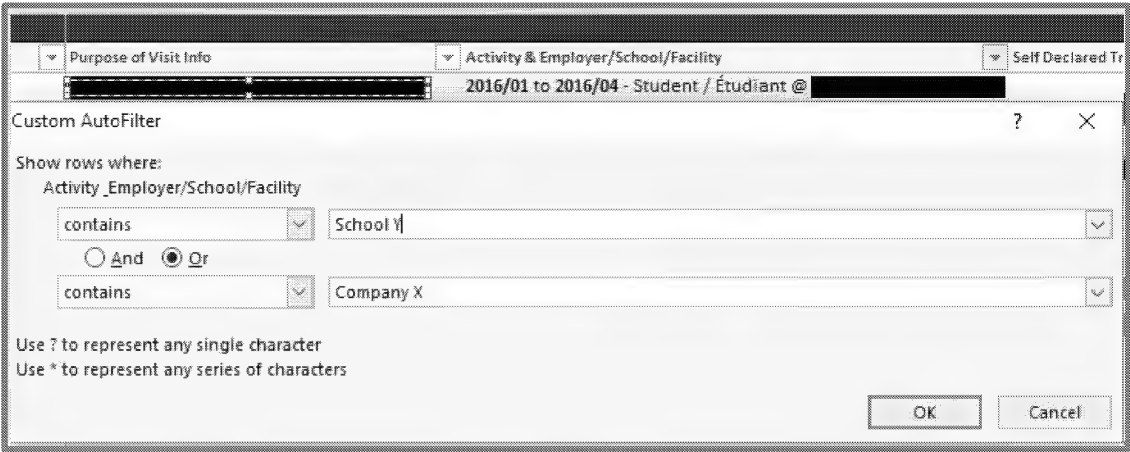 Purpose of Visit Info Activity & Employer/School/Facility Self Declared Tr
2016/01 to 2016/04 - Student / Étudiant @
Custom AutoFilter ?
Show rows where:
Activity_Employer/School/Facility
contains School Y
And Or
contains Company X
Use ? to represent any single character
Use * to represent any series of characters
OK Cancel